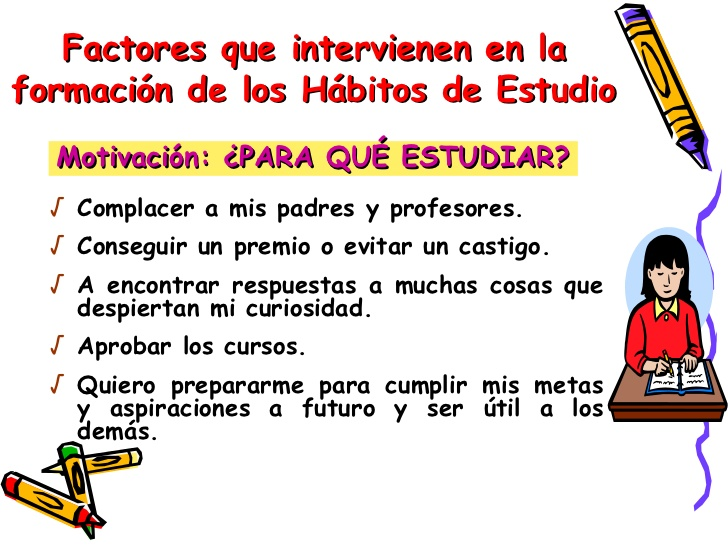 Factores que intervienen en la
formación de los Hábitos de Estudio
Motivación: ¿PARA QUÉ ESTUDIAR?
√ Complacer a mis padres y profesores.
√ Conseguir un premio o evitar un castigo.
√ A encontrar respuestas a muchas cosas que
despiertan mi curiosidad.
√ Aprobar los cursos.
√ Quiero prepararme para cumplir mis metas
y aspiraciones a futuro y ser útil a los
demás.